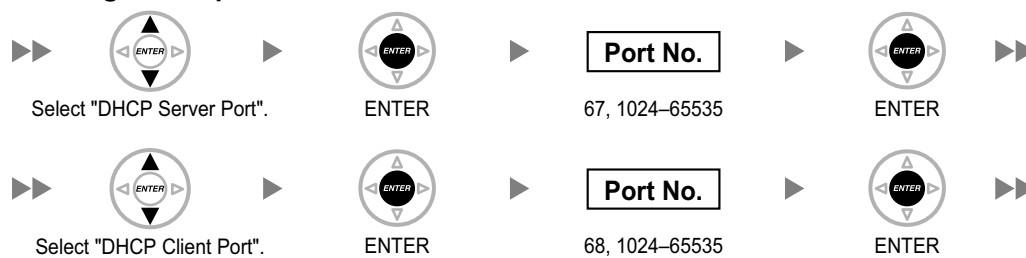 ENTER ENTER Port No. ENTER
Select "DHCP Server Port". ENTER 67, 1024–65535 ENTER
ENTER ENTER Port No. ENTER
Select "DHCP Client Port". ENTER 68, 1024–65535 ENTER